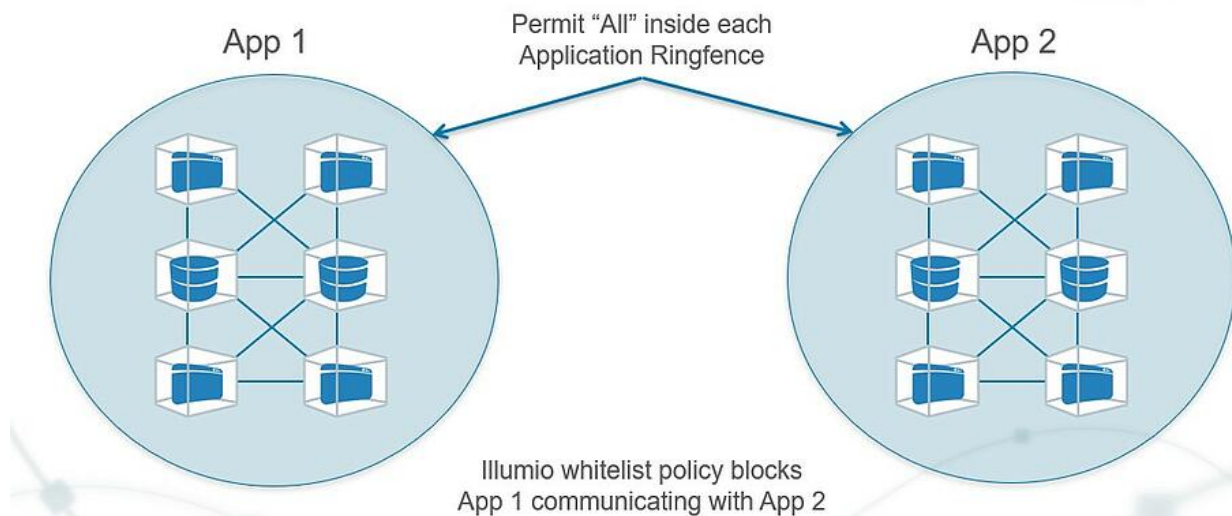 App 1
Permit “All” inside each
Application Ringfence
App 2
Illumio whitelist policy blocks
App 1 communicating with App 2